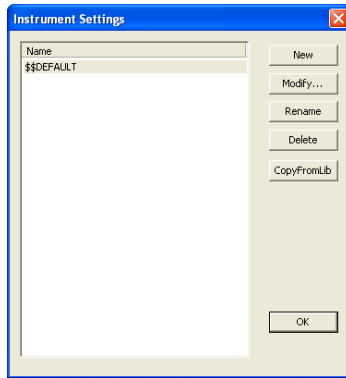 Instrument Settings
Name
$$DEFAULT
New
Modify...
Rename
Delete
CopyFromLib
OK